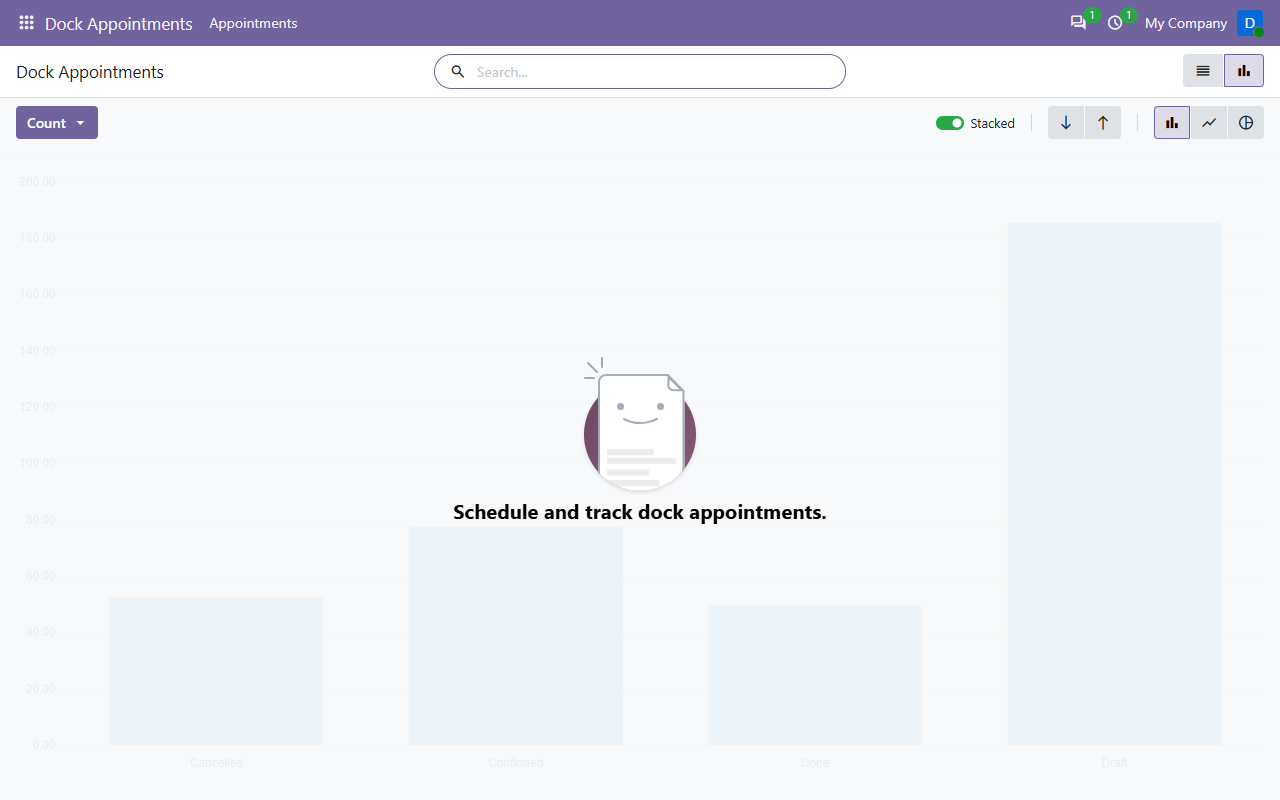 Dock Appointments Appointments 1 1 My Company D
Dock Appointments Search...
Count Stacked
200.00
180.00
160.00
140.00
120.00
100.00
80.00
60.00
40.00
20.00
0.00
Schedule and track dock appointments.
Cancelled Confirmed Done Draft